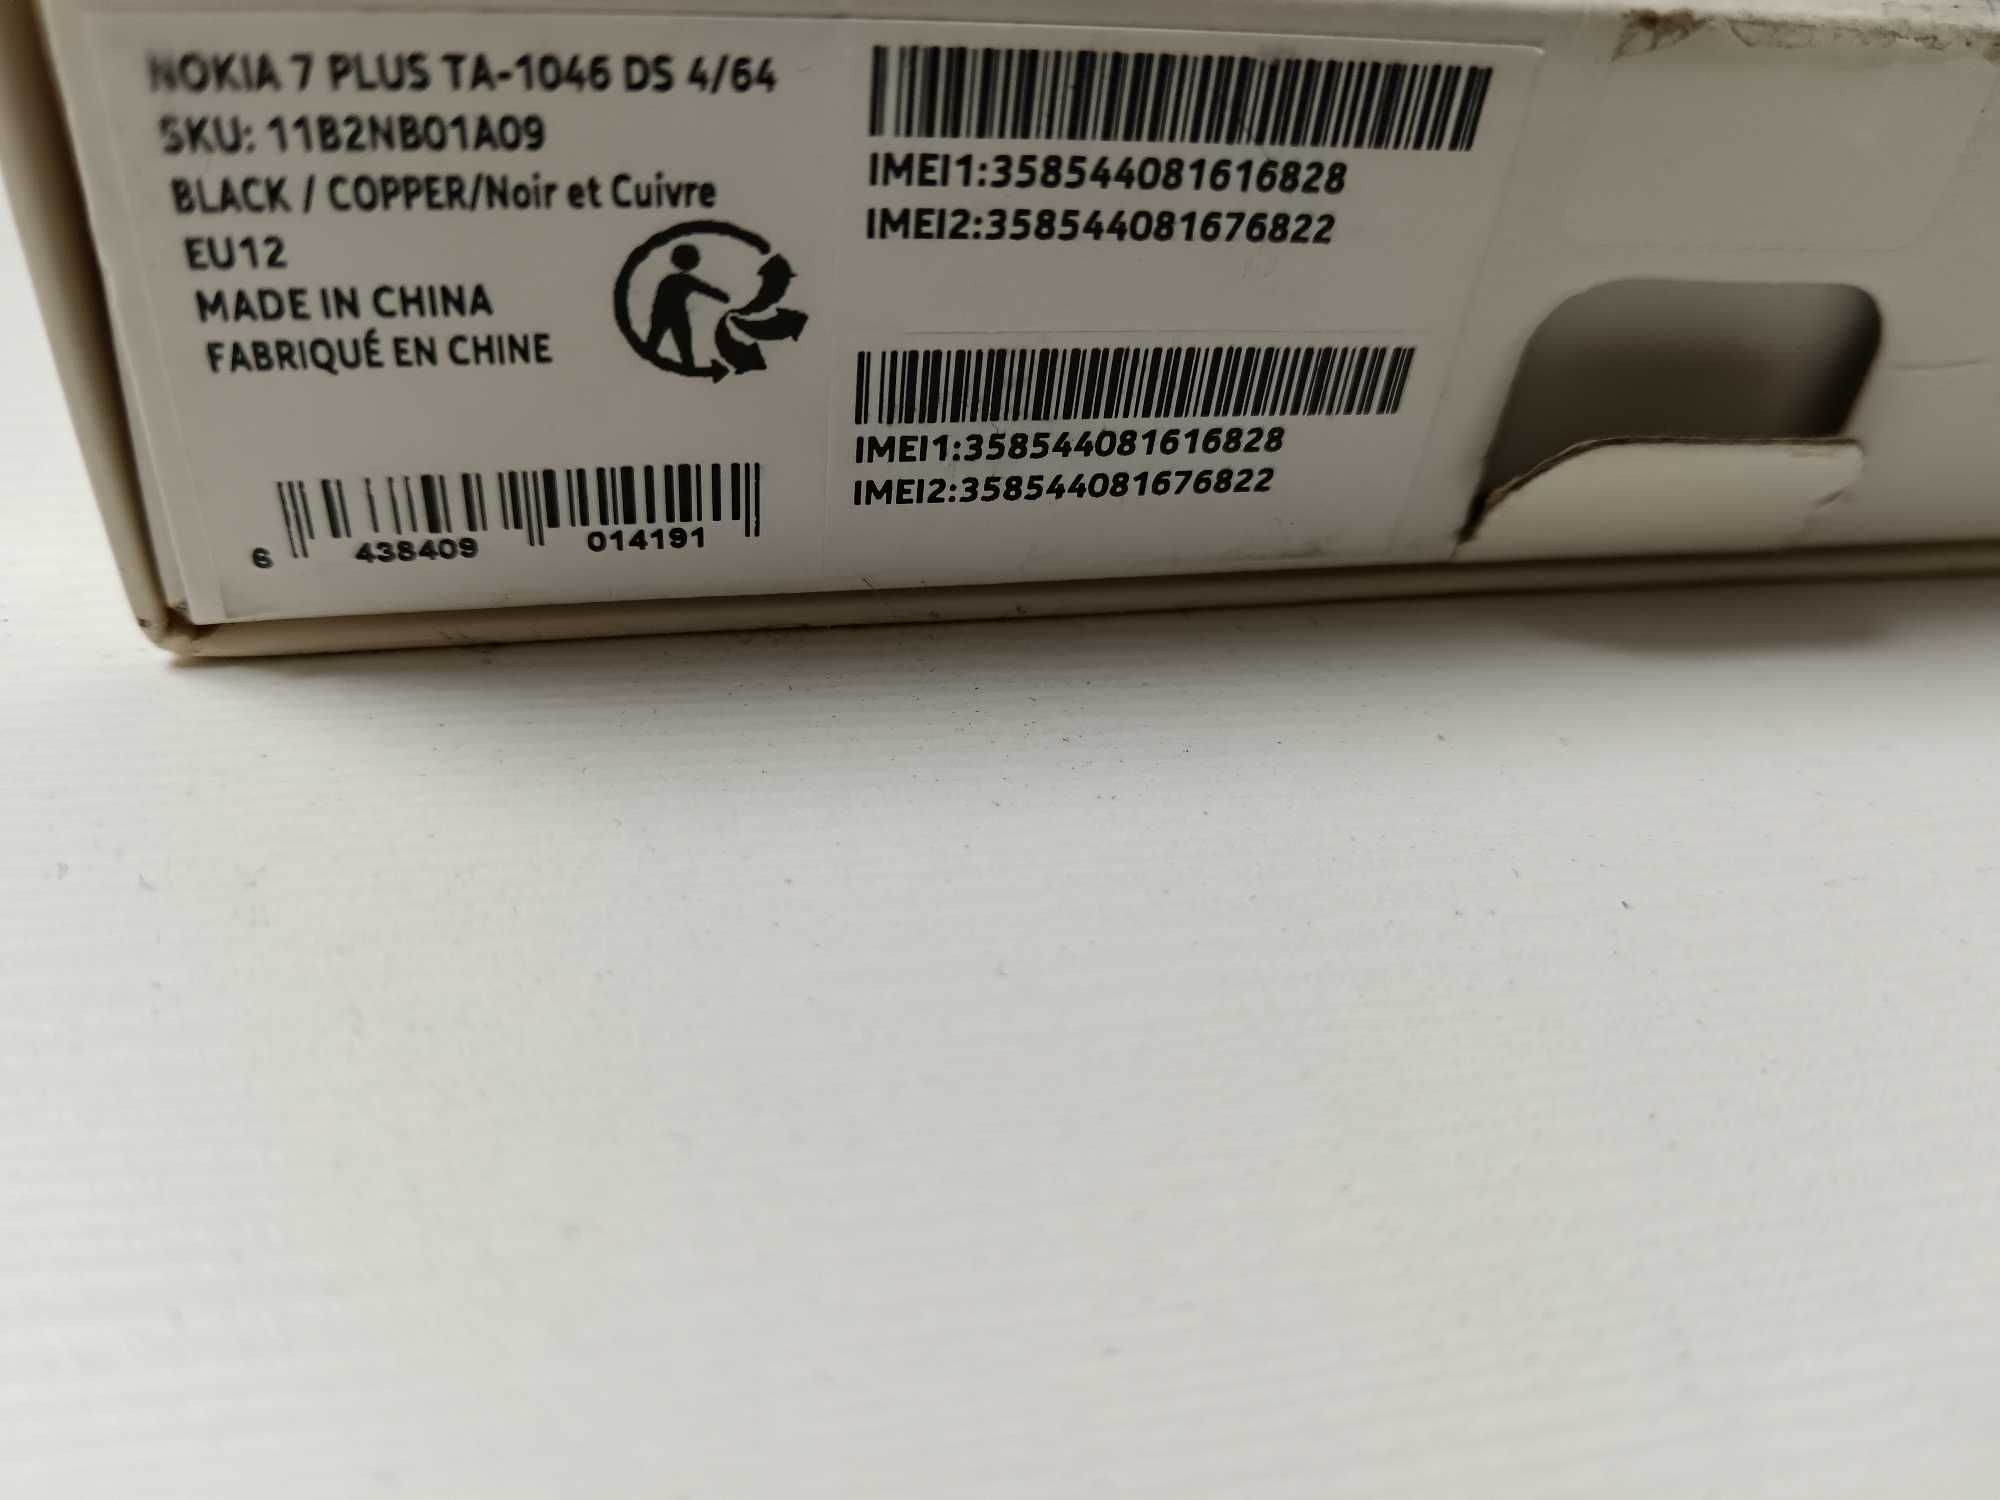 NOKIA 7 PLUS TA-1046 DS 4/64
SKU: 11B2NB01A09
BLACK / COPPER/Noir et Cuivre
EU12
MADE IN CHINA
FABRIQUÉ EN CHINE
6 438409 014191
IMEI1:358544081616828
IMEI2:358544081676822
IMEI1:358544081616828
IMEI2:358544081676822